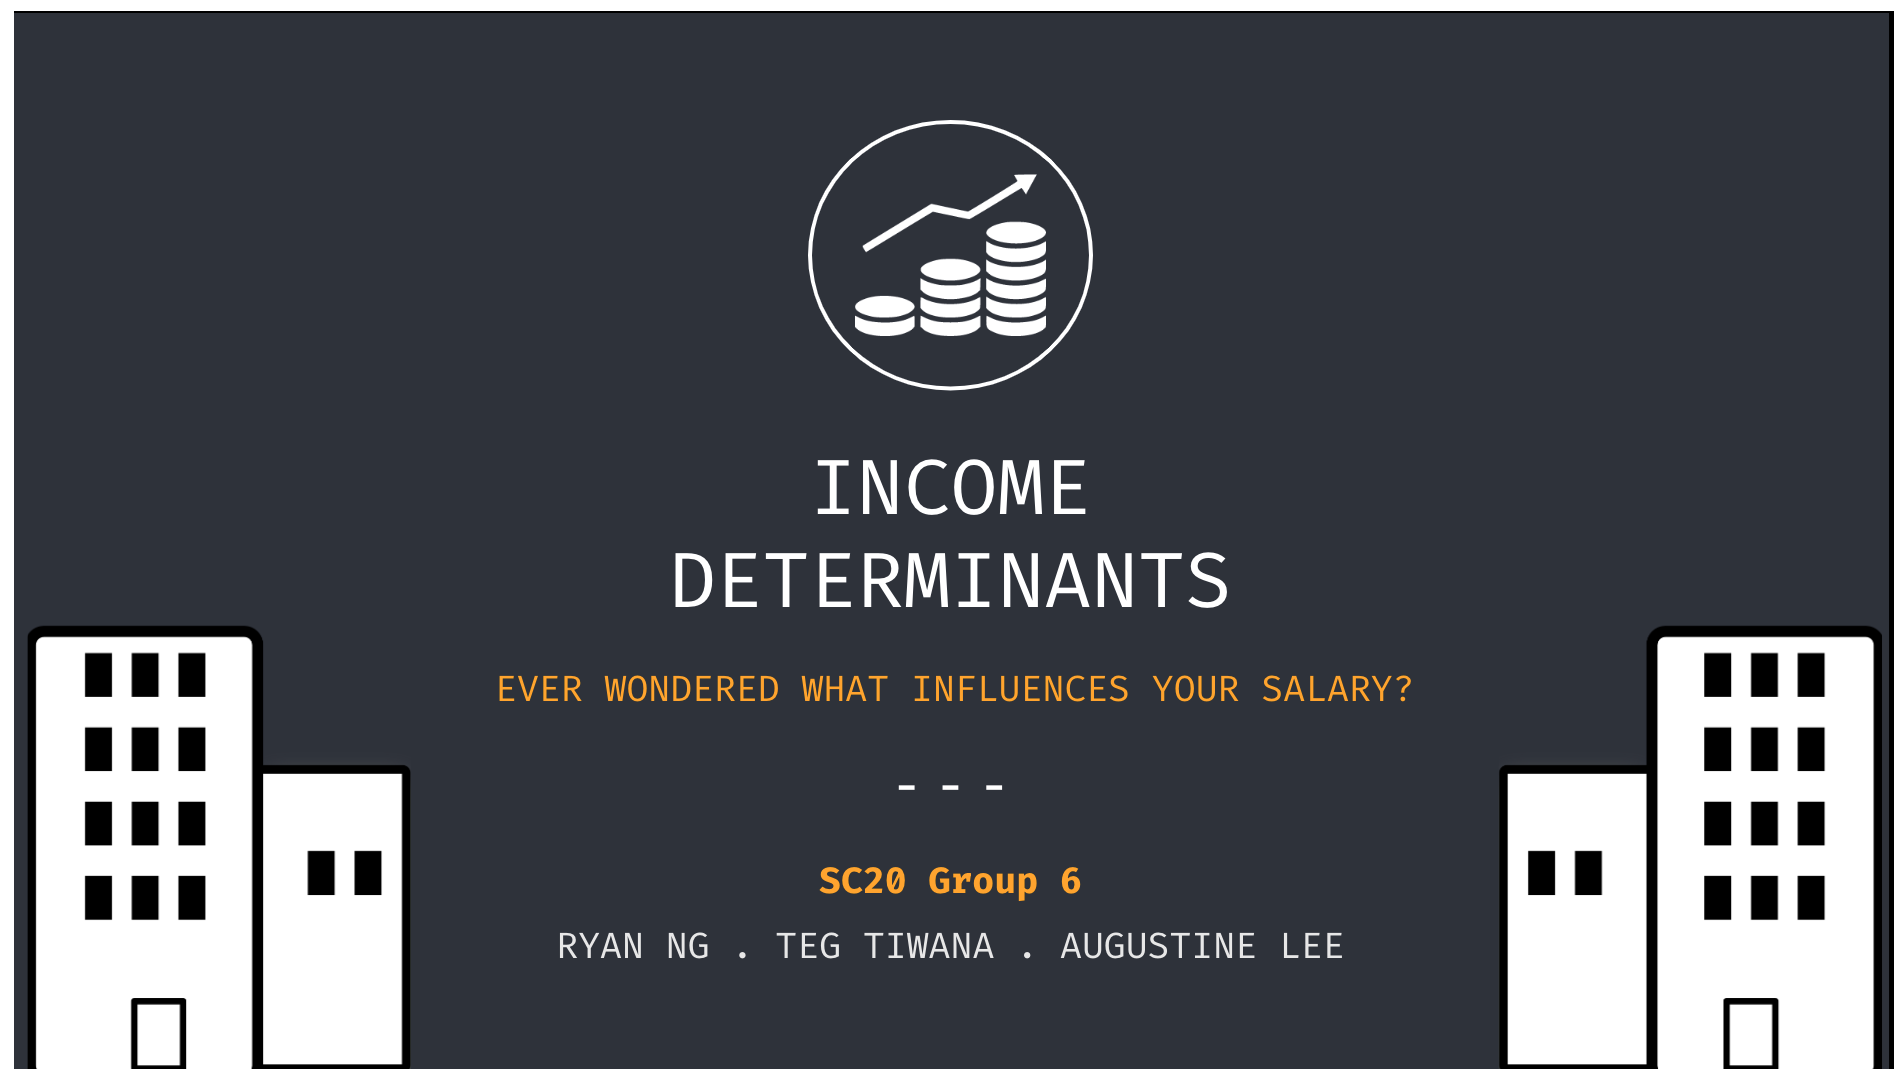 INCOME
DETERMINANTS
EVER WONDERED WHAT INFLUENCES YOUR SALARY?
- - -
SC20 Group 6
RYAN NG . TEG TIWANA . AUGUSTINE LEE